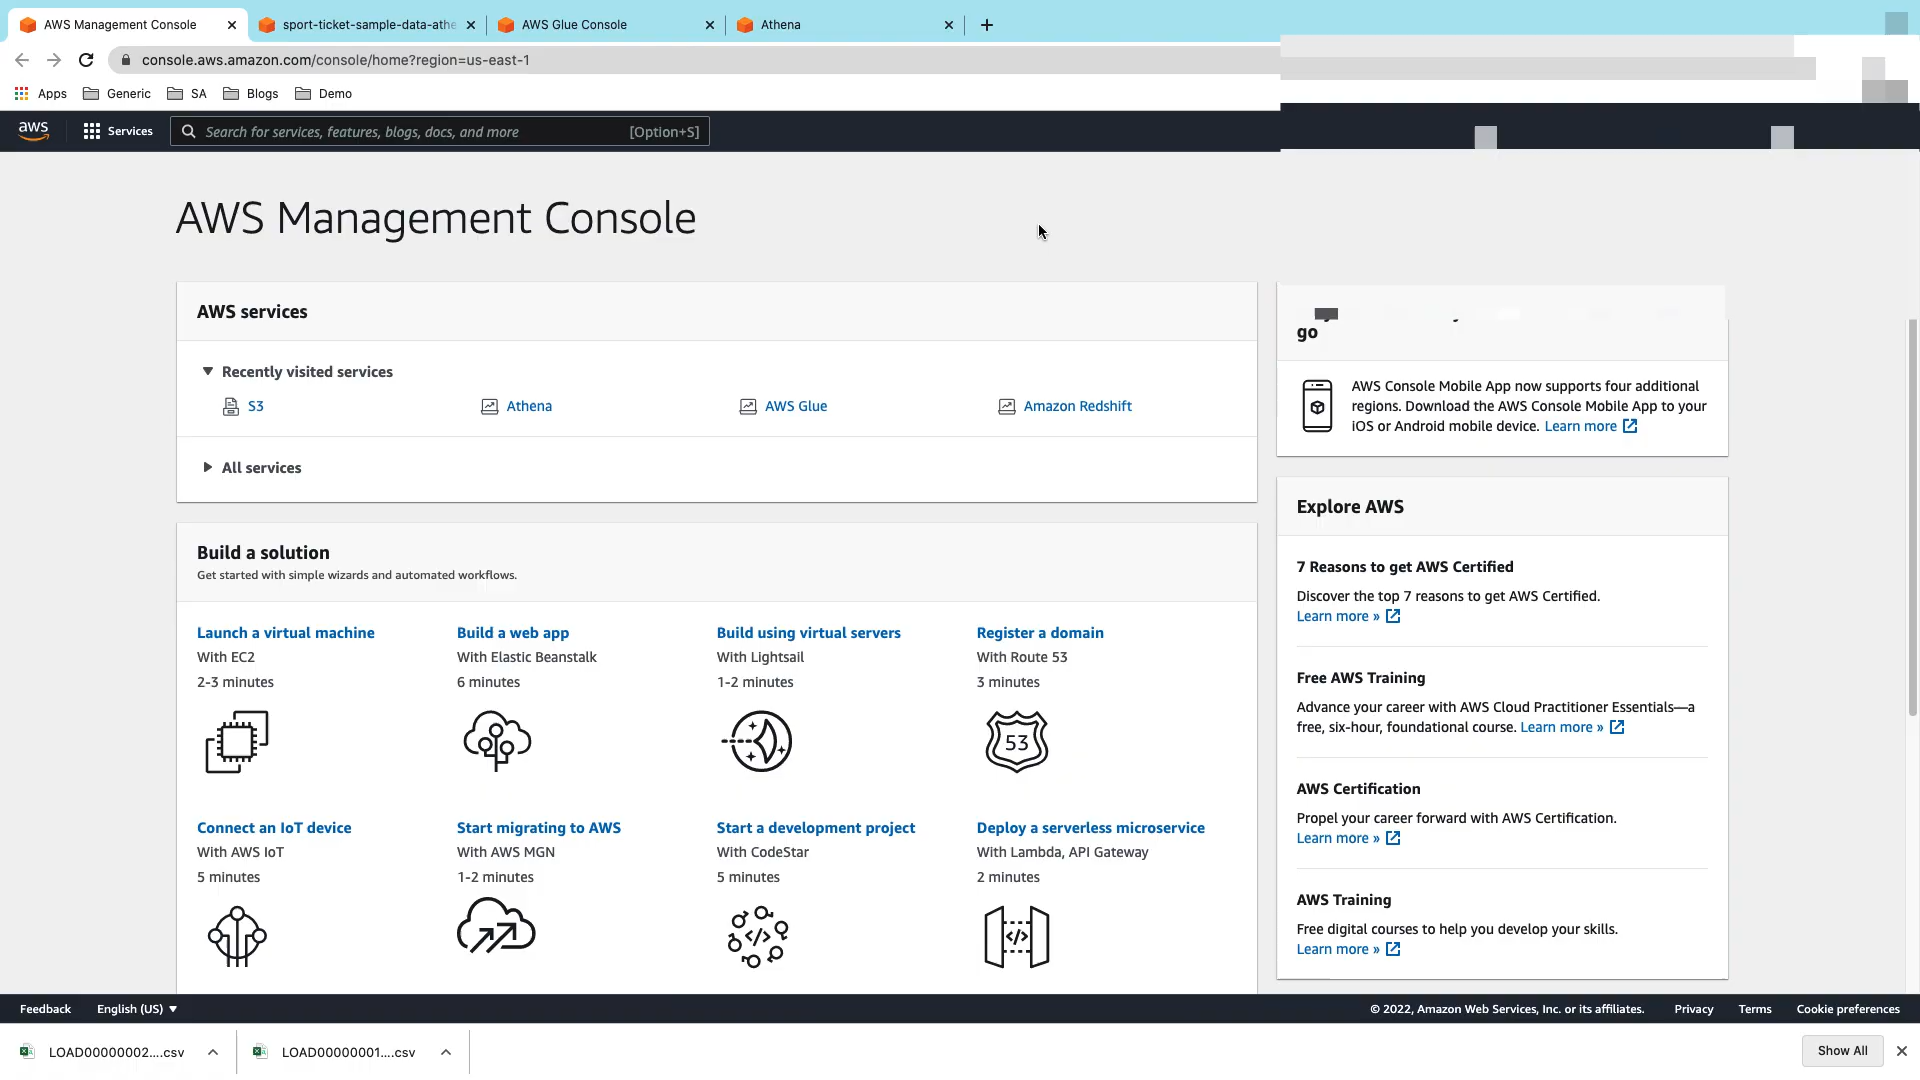 AWS Management Console
sport-ticket-sample-data-athe
AWS Glue Console
Athena
console.aws.amazon.com/console/home?region=us-east-1
Apps
Generic
SA
Blogs
Demo
aws
Services
Search for services, features, blogs, docs, and more
[Option+S]
AWS Management Console
AWS services
Recently visited services
S3
Athena
AWS Glue
Amazon Redshift
All services
Build a solution
Get started with simple wizards and automated workflows.
Launch a virtual machine
With EC2
2-3 minutes
Build a web app
With Elastic Beanstalk
6 minutes
Build using virtual servers
With Lightsail
1-2 minutes
Register a domain
With Route 53
3 minutes
53
Connect an IoT device
With AWS IoT
5 minutes
Start migrating to AWS
With AWS MGN
1-2 minutes
Start a development project
With CodeStar
5 minutes
</>
Deploy a serverless microservice
With Lambda, API Gateway
2 minutes
</>
go
AWS Console Mobile App now supports four additional
regions. Download the AWS Console Mobile App to your
iOS or Android mobile device. Learn more
Explore AWS
7 Reasons to get AWS Certified
Discover the top 7 reasons to get AWS Certified.
Learn more »
Free AWS Training
Advance your career with AWS Cloud Practitioner Essentials—a
free, six-hour, foundational course. Learn more »
AWS Certification
Propel your career forward with AWS Certification.
Learn more »
AWS Training
Free digital courses to help you develop your skills.
Learn more »
Feedback
English (US)
© 2022, Amazon Web Services, Inc. or its affiliates.
Privacy
Terms
Cookie preferences
LOAD00000002....csv
LOAD00000001....csv
Show All